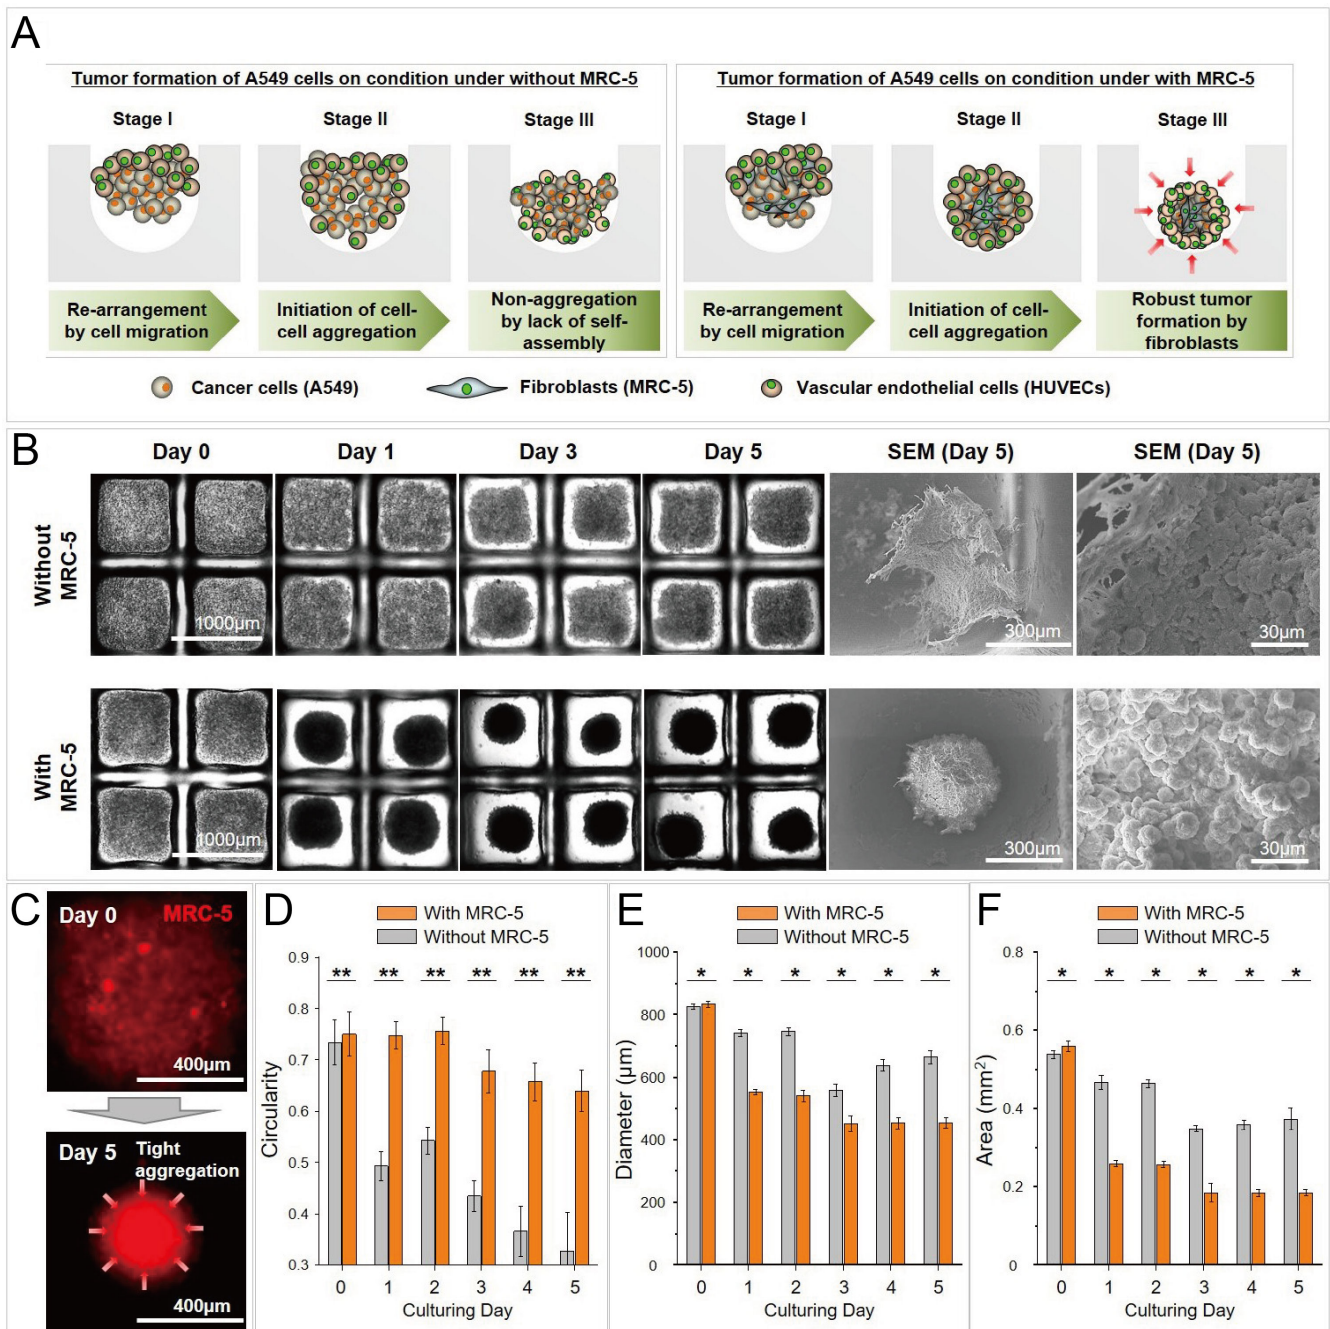 A
Tumor formation of A549 cells on condition under without MRC-5
Stage I
Stage II
Stage III
Re-arrangement
by cell migration
Initiation of cell-
cell aggregation
Non-aggregation
by lack of self-
assembly
Tumor formation of A549 cells on condition under with MRC-5
Stage I
Stage II
Stage III
Re-arrangement
by cell migration
Initiation of cell-
cell aggregation
Robust tumor
formation by
fibroblasts
Cancer cells (A549)
Fibroblasts (MRC-5)
Vascular endothelial cells (HUVECs)
B
Day 0
Day 1
Day 3
Day 5
SEM (Day 5)
SEM (Day 5)
Without
MRC-5
1000µm
300µm
30µm
With
MRC-5
1000µm
300µm
30µm
C
Day 0
MRC-5
400µm
Day 5
Tight
aggregation
400µm
D
With MRC-5
Without MRC-5
Circularity
0.9
0.8
0.7
0.6
0.5
0.4
0.3
** ** ** ** ** **
0 1 2 3 4 5
Culturing Day
E
With MRC-5
Without MRC-5
Diameter (µm)
1000
800
600
400
200
0
* * * * * *
0 1 2 3 4 5
Culturing Day
F
With MRC-5
Without MRC-5
Area (mm²)
0.8
0.6
0.4
0.2
0
* * * * * *
0 1 2 3 4 5
Culturing Day